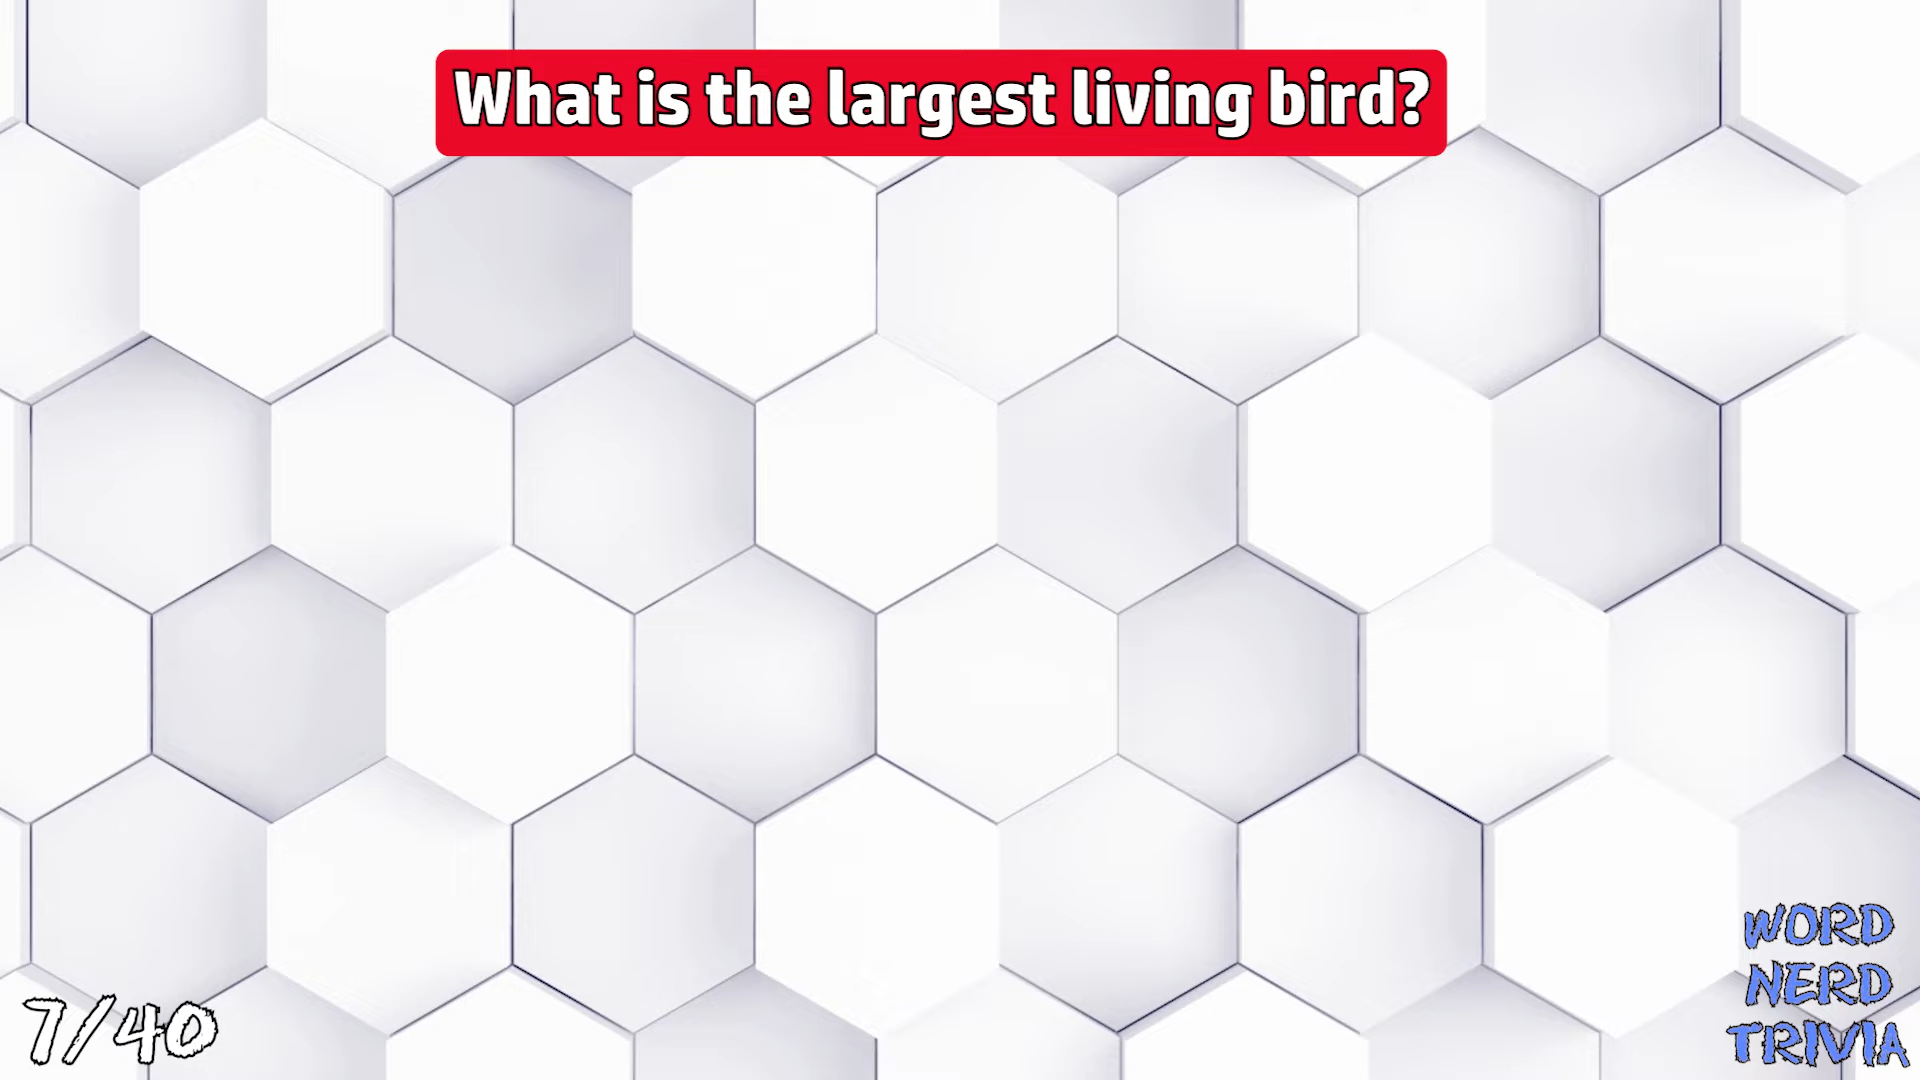 What is the largest living bird?
7/40
WORD
NERD
TRIVIA